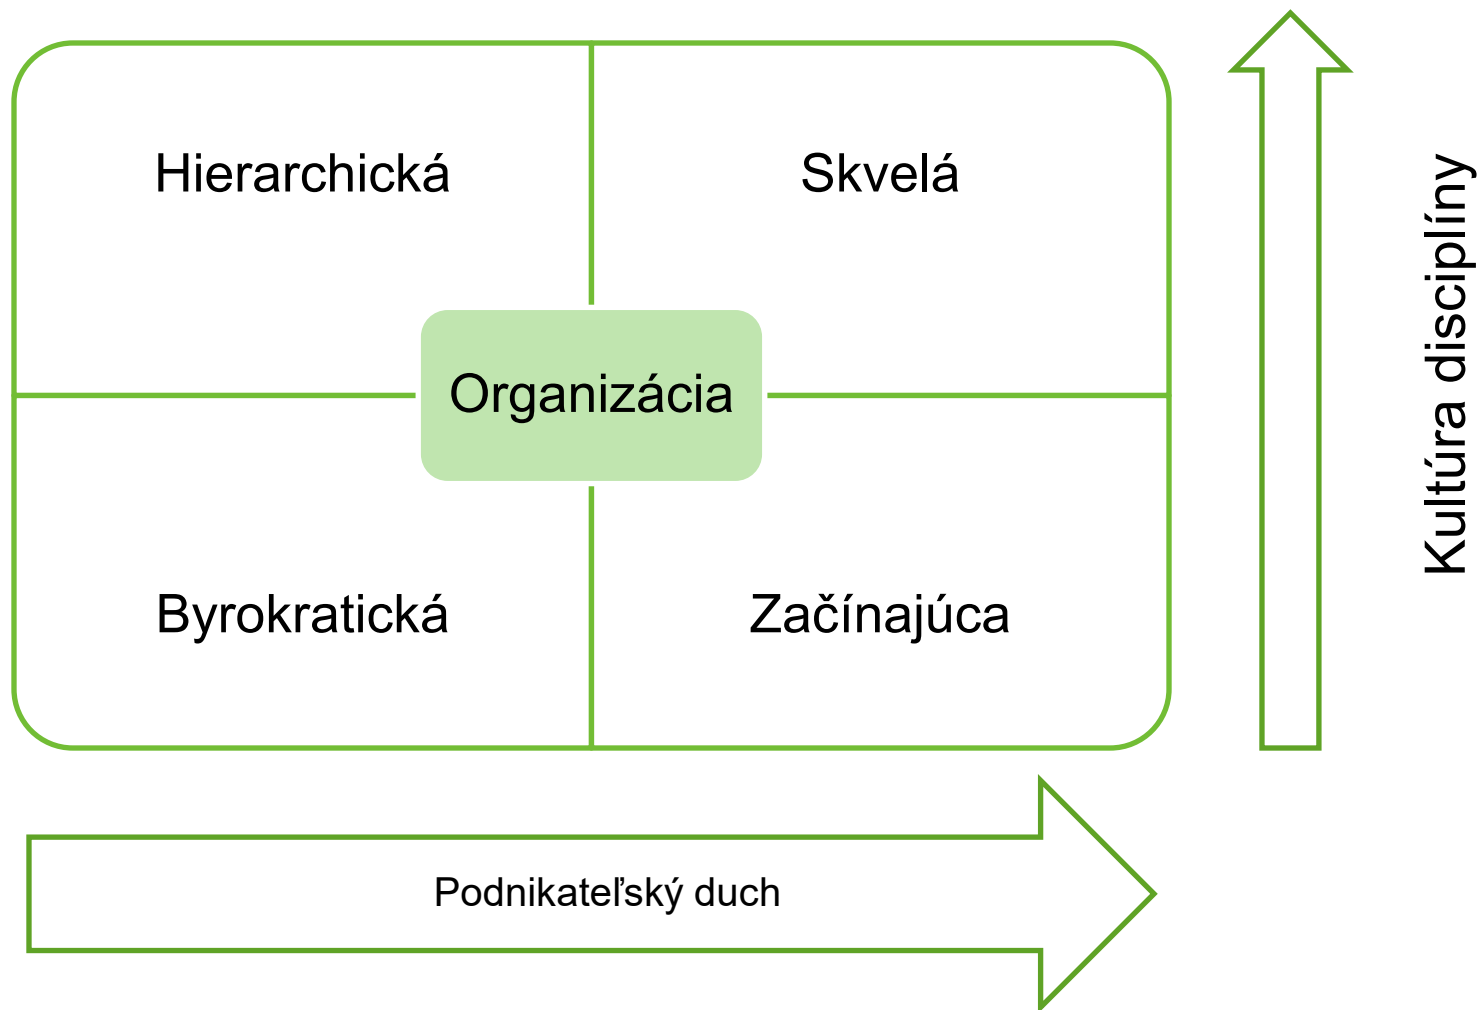 Hierarchická
Skvelá
Organizácia
Byrokratická
Začínajúca
Kultúra disciplíny
Podnikateľský duch